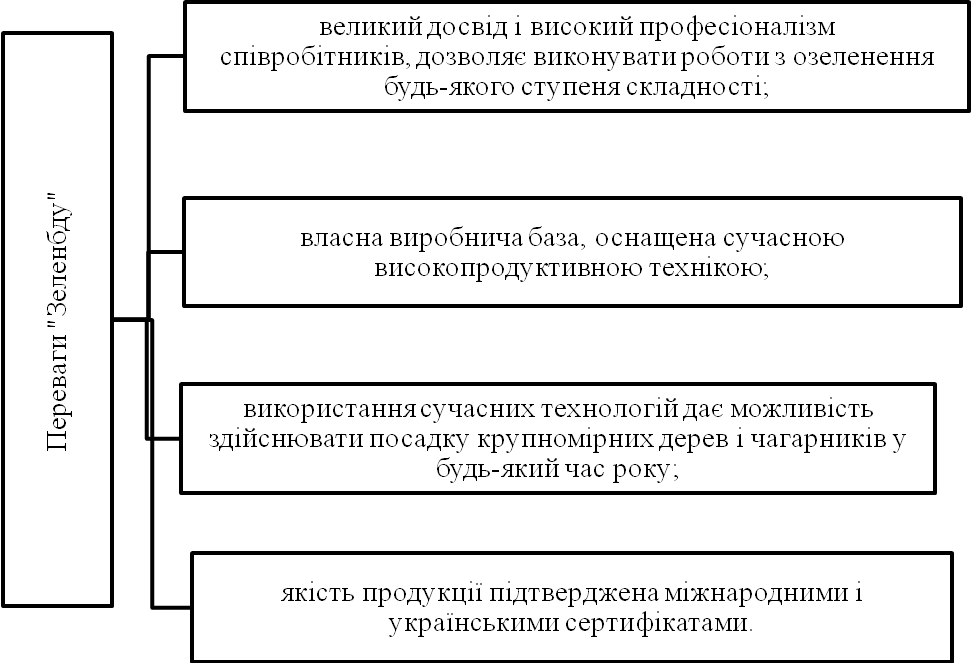 Переваги "Зеленбду"
великий досвід і високий професіоналізм
співробітників, дозволяє виконувати роботи з озеленення
будь-якого ступеня складності;
власна виробнича база, оснащена сучасною
високопродуктивною технікою;
використання сучасних технологій дає можливість
здійснювати посадку крупномірних дерев і чагарників у
будь-який час року;
якість продукції підтверджена міжнародними і
українськими сертифікатами.